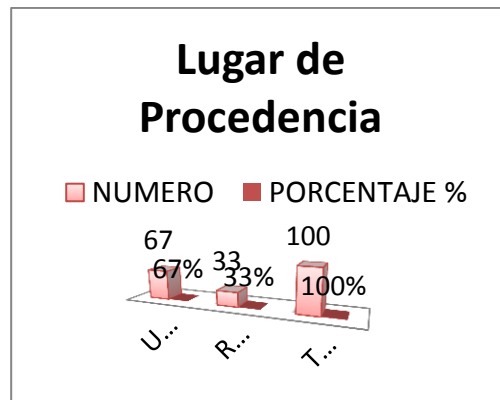 Lugar de
Procedencia
NUMERO PORCENTAJE %
67 33 100
67% 33% 100%
U... R... T...